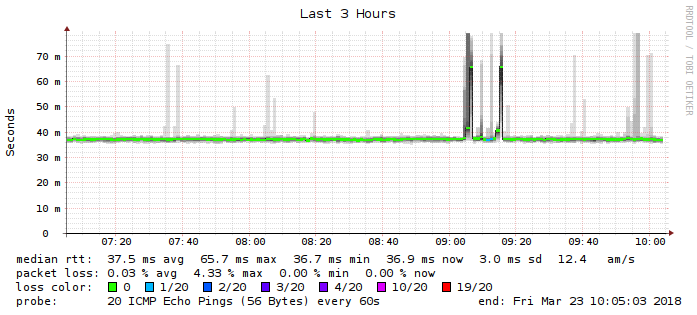 Last 3 Hours
RRDTOOL / TOBI OETIKER
Seconds
70 m
60 m
50 m
40 m
30 m
20 m
10 m
0
07:20 07:40 08:00 08:20 08:40 09:00 09:20 09:40 10:00
median rtt: 37.5 ms avg 65.7 ms max 36.7 ms min 36.9 ms now 3.0 ms sd 12.4 am/s
packet loss: 0.03 % avg 4.33 % max 0.00 % min 0.00 % now
loss color: 0 1/20 2/20 3/20 4/20 10/20 19/20
probe: 20 ICMP Echo Pings (56 Bytes) every 60s end: Fri Mar 23 10:05:03 2018